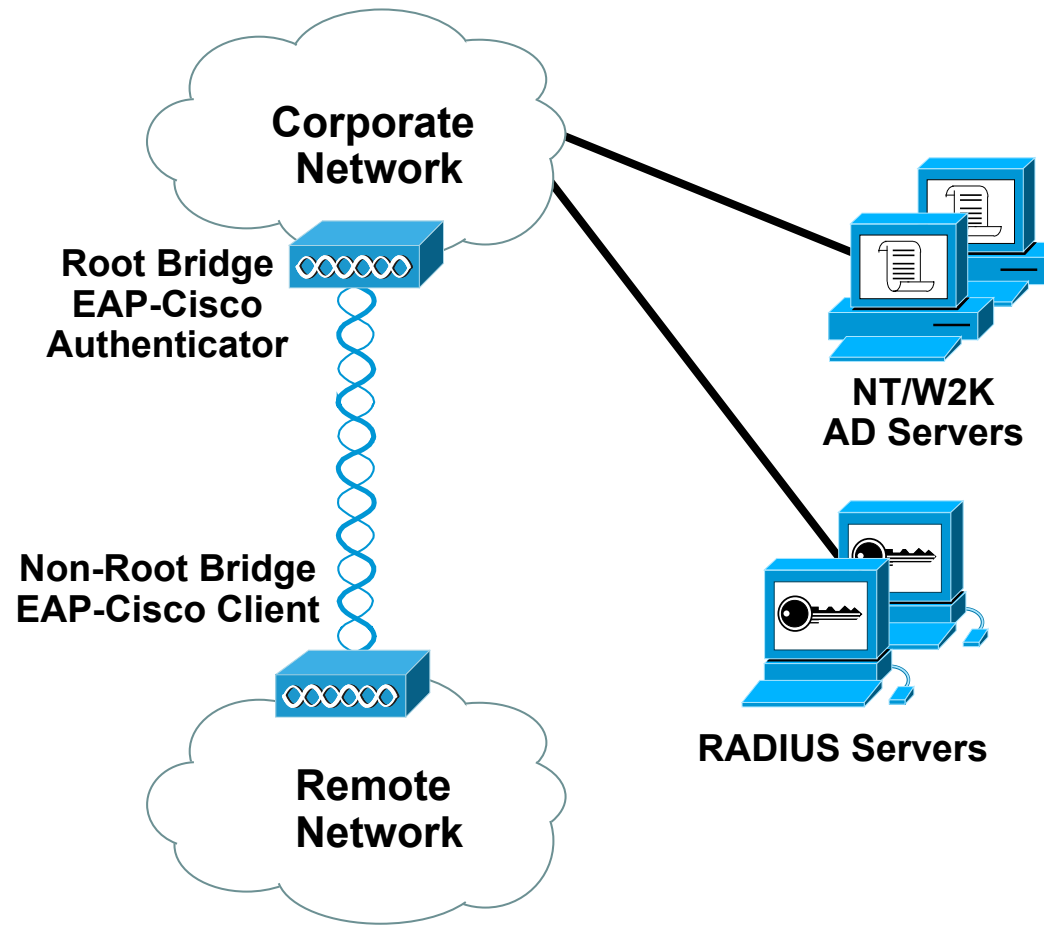 Corporate
Network
Root Bridge
EAP-Cisco
Authenticator
NT/W2K
AD Servers
Non-Root Bridge
EAP-Cisco Client
RADIUS Servers
Remote
Network